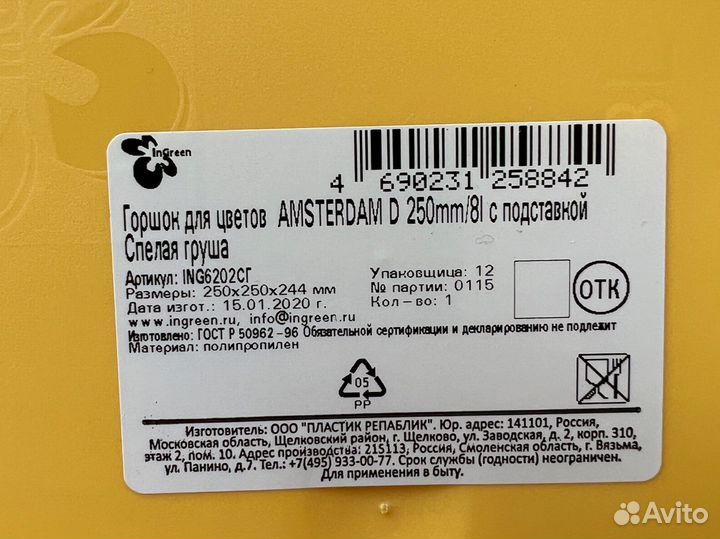 InGreen
4 690231 258842
Горшок для цветов AMSTERDAM D 250mm/8l с подставкой
Спелая груша
Артикул: ING6202СГ
Размеры: 250x250x244 мм
Дата изгот.: 15.01.2020 г.
www.ingreen.ru, info@ingreen.ru
Упаковщица: 12
№ партии: 0115
Кол-во: 1
ОТК
Изготовлено: ГОСТ Р 50962-96 Обязательной сертификации и декларированию не подлежит
Материал: полипропилен
05
PP
Изготовитель: ООО "ПЛАСТИК РЕПАБЛИК". Юр. адрес: 141101, Россия,
Московская область, Щелковский район, г. Щелково, ул. Заводская, д. 2, корп. 310,
этаж 2, пом. 10. Адрес производства: 215113, Россия, Смоленская область, г. Вязьма,
ул. Панино, д.7. Тел.: +7(495) 933-00-77. Срок службы (годности) неограничен.
Для применения в быту.
Avito